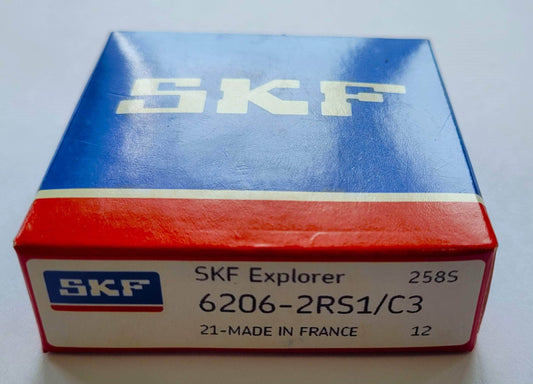 SKF
SKF
SKF Explorer 258S
6206-2RS1/C3
21-MADE IN FRANCE 12